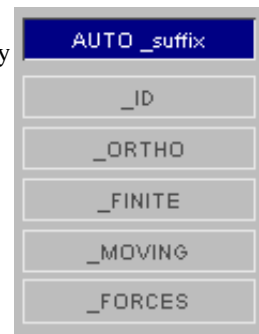 AUTO _suffix
y
_ID
_ORTHO
_FINITE
_MOVING
_FORCES